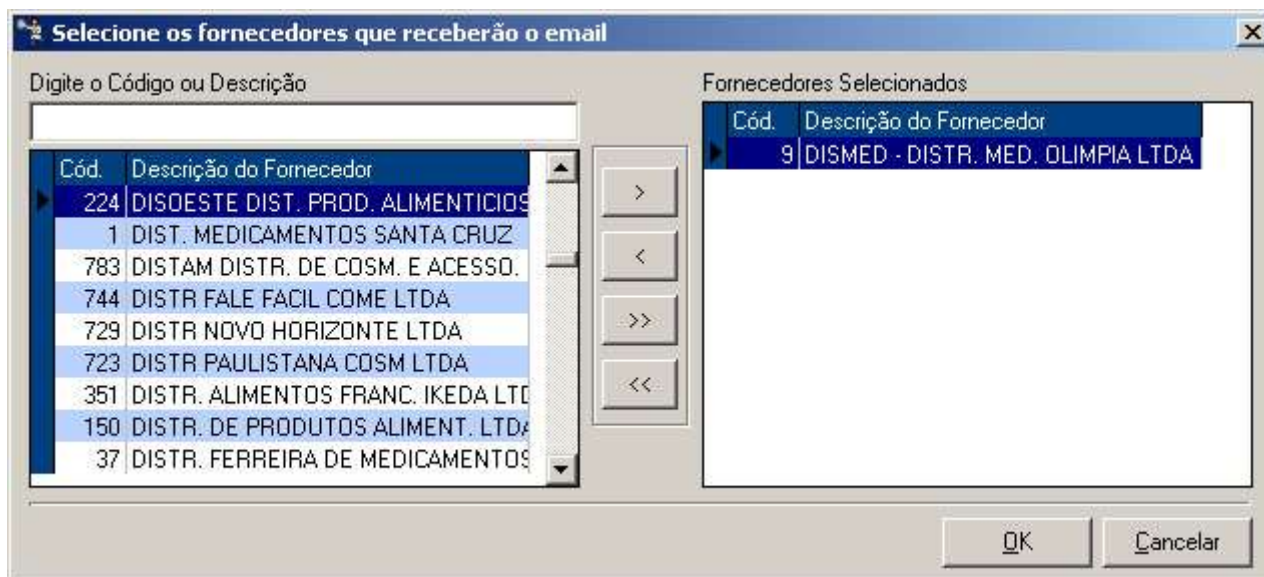 Selecione os fornecedores que receberão o email
Digite o Código ou Descrição
Cód. Descrição do Fornecedor
224 DISOESTE DIST. PROD. ALIMENTICIOS
1 DIST. MEDICAMENTOS SANTA CRUZ
783 DISTAM DISTR. DE COSM. E ACESSO.
744 DISTR FALE FACIL COME LTDA
729 DISTR NOVO HORIZONTE LTDA
723 DISTR PAULISTANA COSM LTDA
351 DISTR. ALIMENTOS FRANC. IKEDA LTD
150 DISTR. DE PRODUTOS ALIMENT. LTDA
37 DISTR. FERREIRA DE MEDICAMENTOS
>
<
>>
<<
Fornecedores Selecionados
Cód. Descrição do Fornecedor
9 DISMED - DISTR. MED. OLIMPIA LTDA
OK
Cancelar